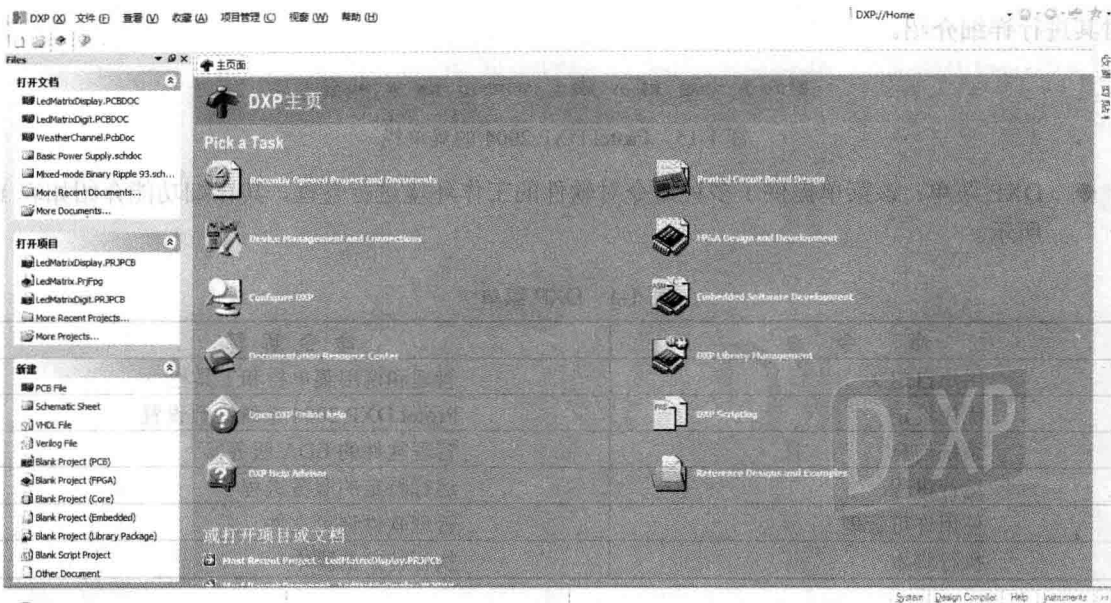 DXP (X) 文件 (F) 查看 (V) 收藏 (A) 项目管理 (C) 视窗 (W) 帮助 (H)
DXP://Home
Files
主页面
打开文档
LedMatrixDisplay.PCBDOC
LedMatrixDigit.PCBDOC
WeatherChannel.PcbDoc
Basic Power Supply.schdoc
Mixed-mode Binary Ripple 93.sch...
More Recent Documents...
More Documents...
打开项目
LedMatrixDisplay.PRJPCB
LedMatrix.PrjFpg
LedMatrixDigit.PRJPCB
More Recent Projects...
More Projects...
新建
PCB File
Schematic Sheet
VHDL File
Verilog File
Blank Project (PCB)
Blank Project (FPGA)
Blank Project (Core)
Blank Project (Embedded)
Blank Project (Library Package)
Blank Script Project
Other Document
DXP主页
Pick a Task
Recently Opened Project and Documents
Device Management and Connections
Configure DXP
Documentation Resource Center
Open DXP Online help
DXP Help Advisor
Printed Circuit Board Design
FPGA Design and Development
Embedded Software Development
DXP Library Management
DXP Scripting
Reference Designs and Examples
DXP
或打开项目或文档
Most Recent Project - LedMatrixDisplay.PRJPCB
System Design Compiler Help Instruments